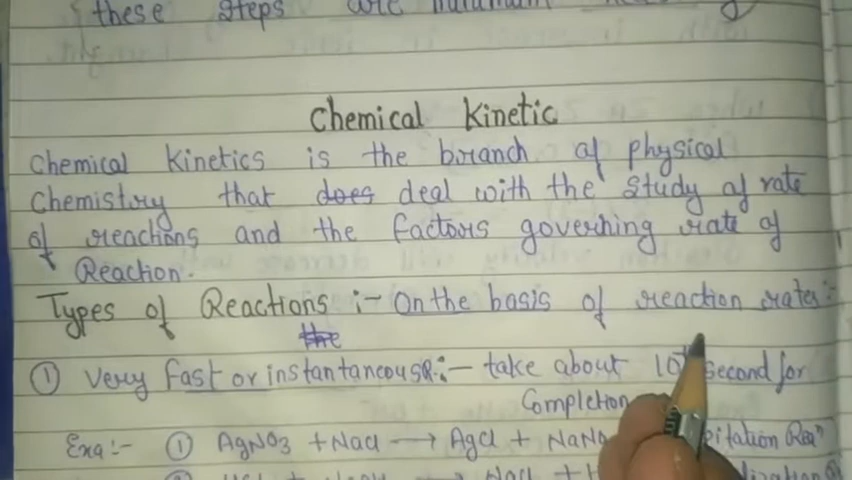 these steps are
Chemical Kinetic
Chemical Kinetics is the branch of physical
Chemistry that does deal with the study of rate
of reactions and the factors governing rate of
Reaction.
Types of Reactions :- On the basis of reaction rates:-
the
① Very fast or instantaneous R:- take about 10 second for
Completion
Exa:- ① AgNO3 + NaCl → AgCl + NaNO